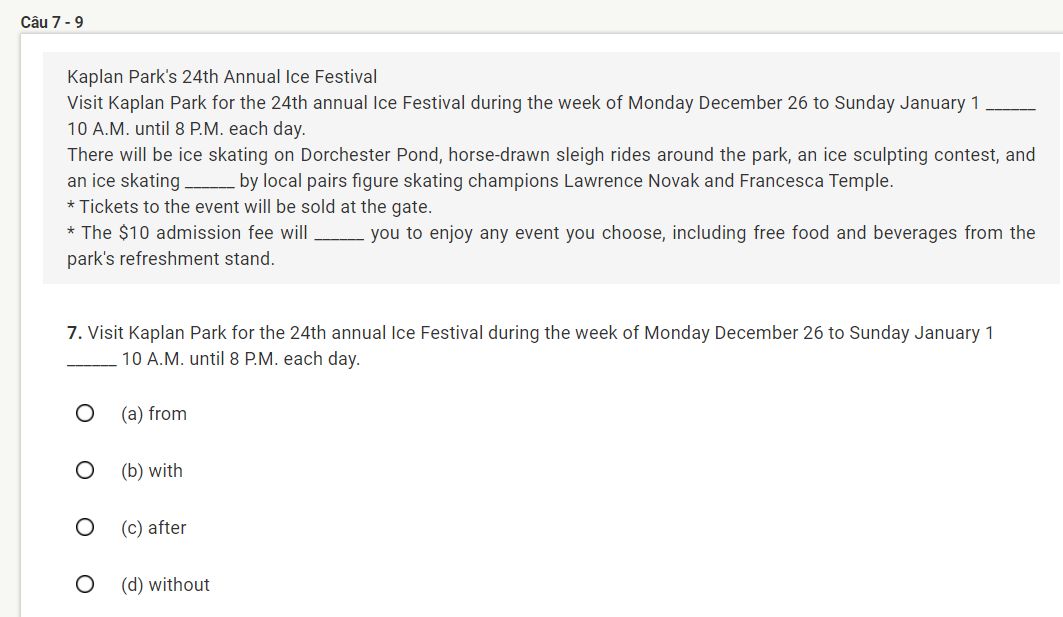 Câu 7 - 9
Kaplan Park's 24th Annual Ice Festival
Visit Kaplan Park for the 24th annual Ice Festival during the week of Monday December 26 to Sunday January 1 ______
10 A.M. until 8 P.M. each day.
There will be ice skating on Dorchester Pond, horse-drawn sleigh rides around the park, an ice sculpting contest, and
an ice skating ______ by local pairs figure skating champions Lawrence Novak and Francesca Temple.
* Tickets to the event will be sold at the gate.
* The $10 admission fee will ______ you to enjoy any event you choose, including free food and beverages from the
park's refreshment stand.
7. Visit Kaplan Park for the 24th annual Ice Festival during the week of Monday December 26 to Sunday January 1
______ 10 A.M. until 8 P.M. each day.
(a) from
(b) with
(c) after
(d) without